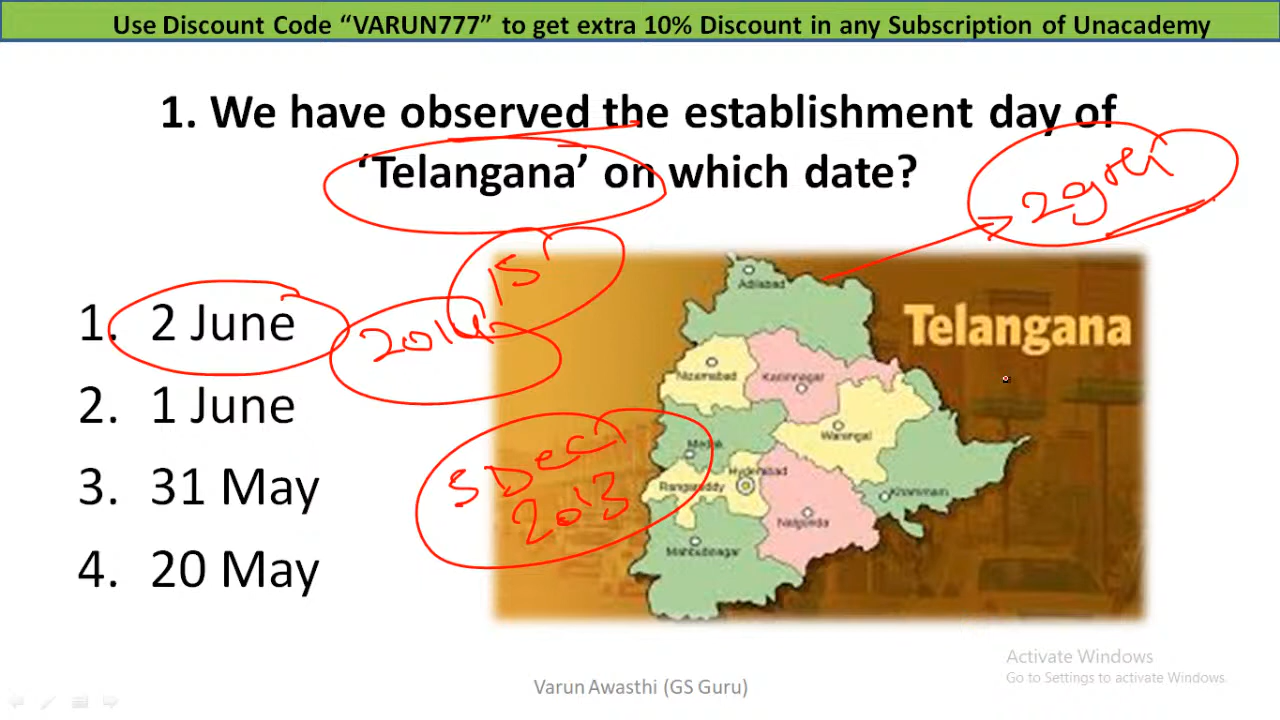 Use Discount Code “VARUN777” to get extra 10% Discount in any Subscription of Unacademy
1. We have observed the establishment day of
‘Telangana’ on which date?
29वां
15
1. 2 June
2014
2. 1 June
3. 31 May
4. 20 May
5 Dec
2013
Telangana
Adilabad
Nizamabad
Karimnagar
Warangal
Medak
Hyderabad
Rangareddy
Khammam
Nalgonda
Mahbubnagar
Activate Windows
Go to Settings to activate Windows.
Varun Awasthi (GS Guru)